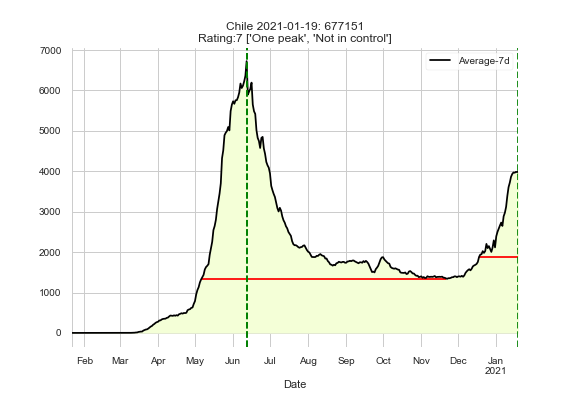 Chile 2021-01-19: 677151
Rating:7 ['One peak', 'Not in control']
Average-7d
7000
6000
5000
4000
3000
2000
1000
0
Feb Mar Apr May Jun Jul Aug Sep Oct Nov Dec Jan
2021
Date